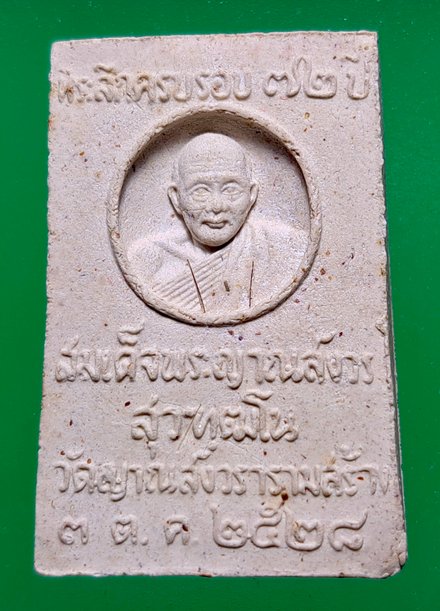 ที่ระลึกครบรอบ ๗๒ ปี
สมเด็จพระญาณสังวร
สุวฑฺฒโน
วัดญาณสังวรารามสร้าง
๓ ต. ค. ๒๕๒๘